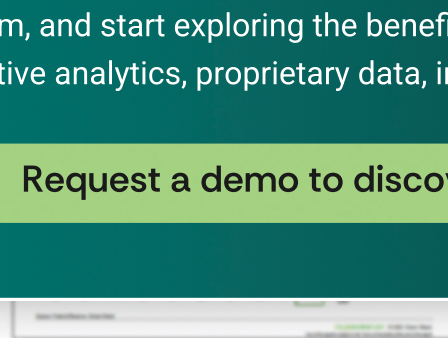 m, and start exploring the benef
tive analytics, proprietary data, i
Request a demo to disco